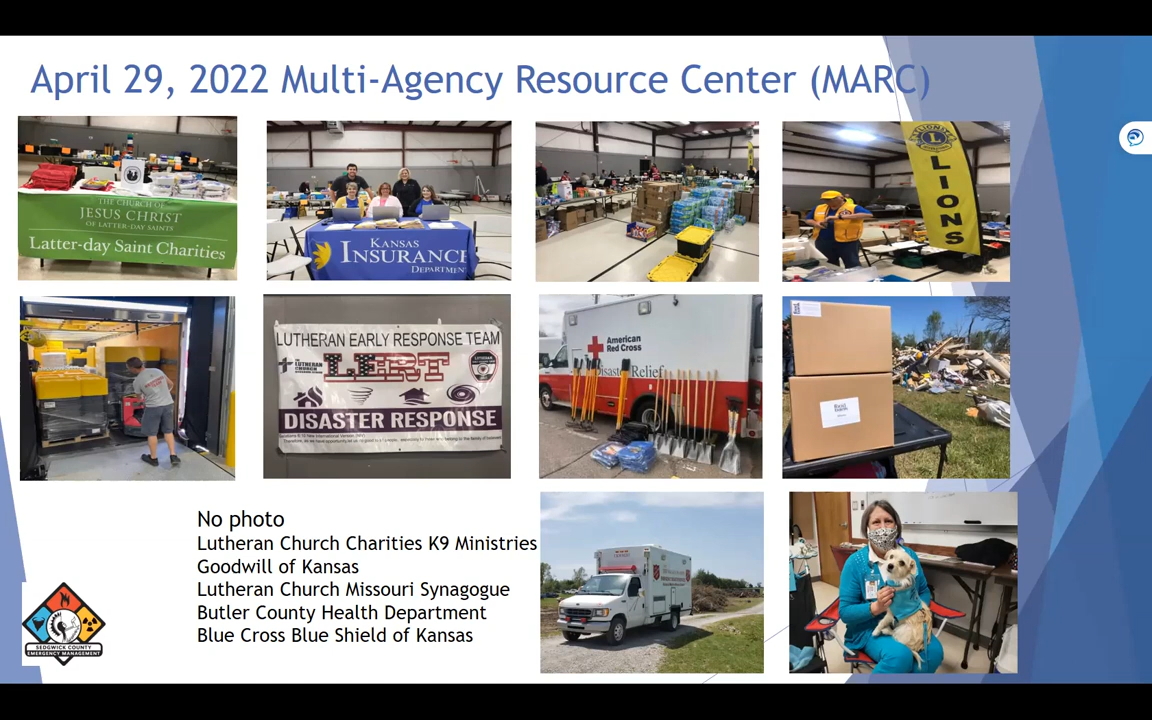 April 29, 2022 Multi-Agency Resource Center (MARC)
THE CHURCH OF
JESUS CHRIST
OF LATTER-DAY SAINTS
Latter-day Saint Charities
KANSAS
INSURANCE
DEPARTMENT
LIONS
L
LUTHERAN EARLY RESPONSE TEAM
THE
LUTHERAN
CHURCH
LERT
DISASTER RESPONSE
American
Red Cross
Disaster Relief
No photo
Lutheran Church Charities K9 Ministries
Goodwill of Kansas
Lutheran Church Missouri Synagogue
Butler County Health Department
Blue Cross Blue Shield of Kansas
SEDGWICK COUNTY
EMERGENCY MANAGEMENT